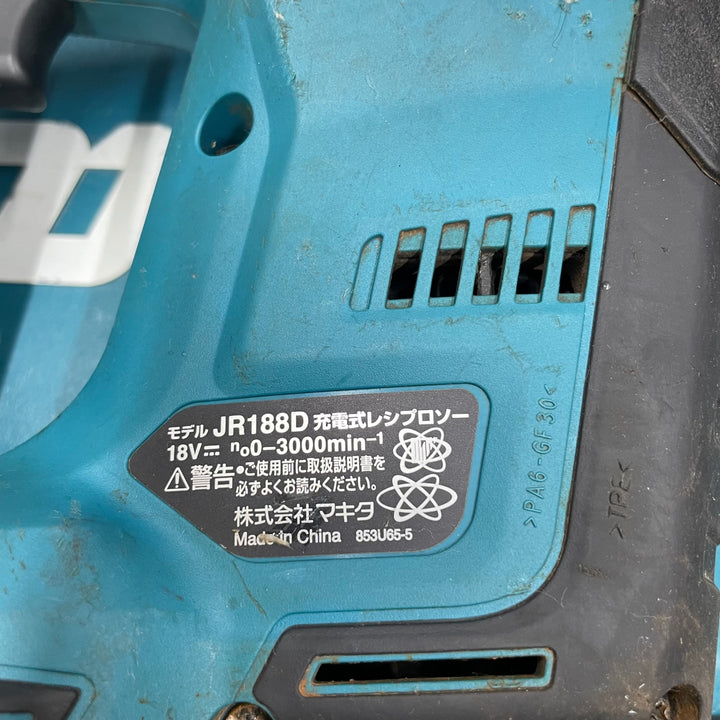 モデル JR188D 充電式レシプロソー
18V⎓ n₀0-3000min⁻¹
⚠警告 •ご使用前に取扱説明書を
必ずよくお読みください。
株式会社マキタ
Made in China 853U65-5
>PA6-GF30<
>TPE<